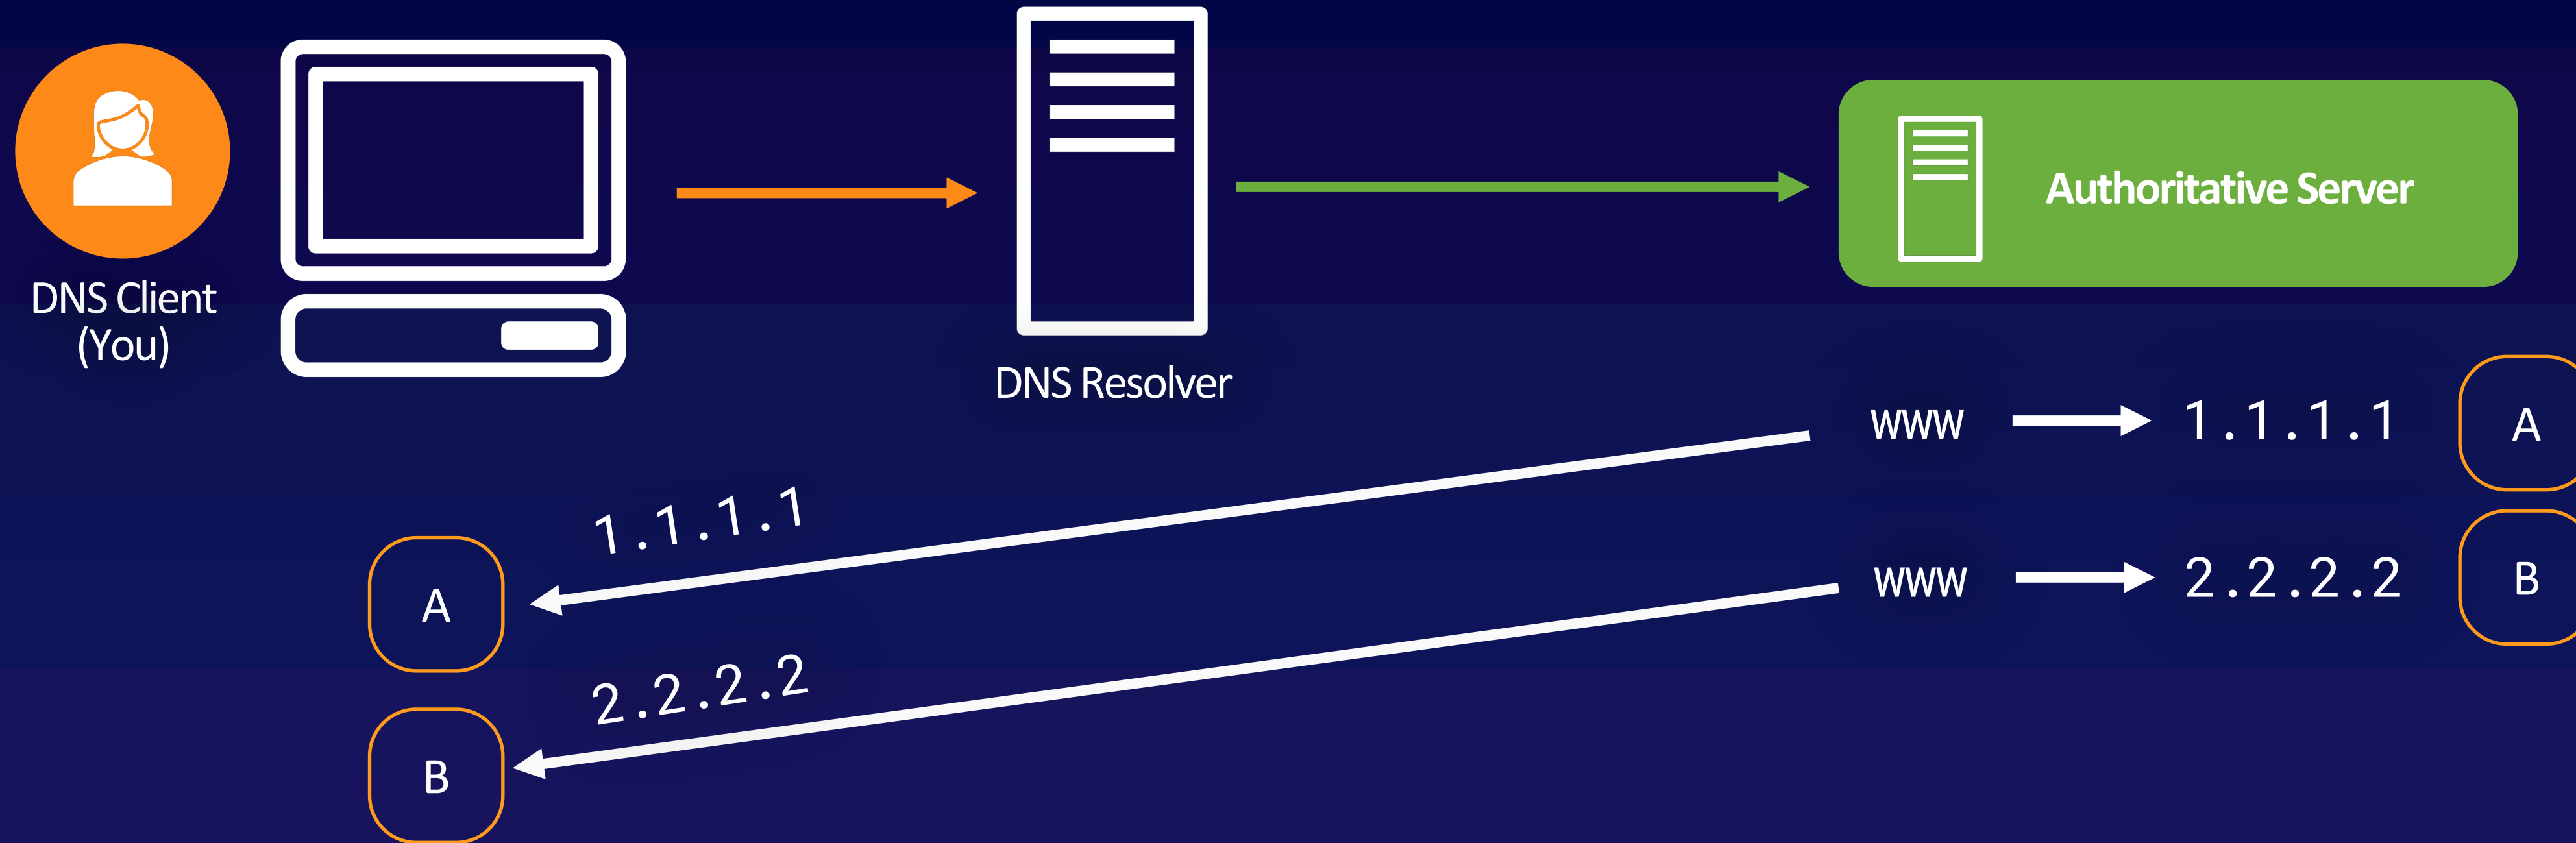 DNS Client
(You)
DNS Resolver
Authoritative Server
www 1.1.1.1 A
www 2.2.2.2 B
1.1.1.1
A
2.2.2.2
B